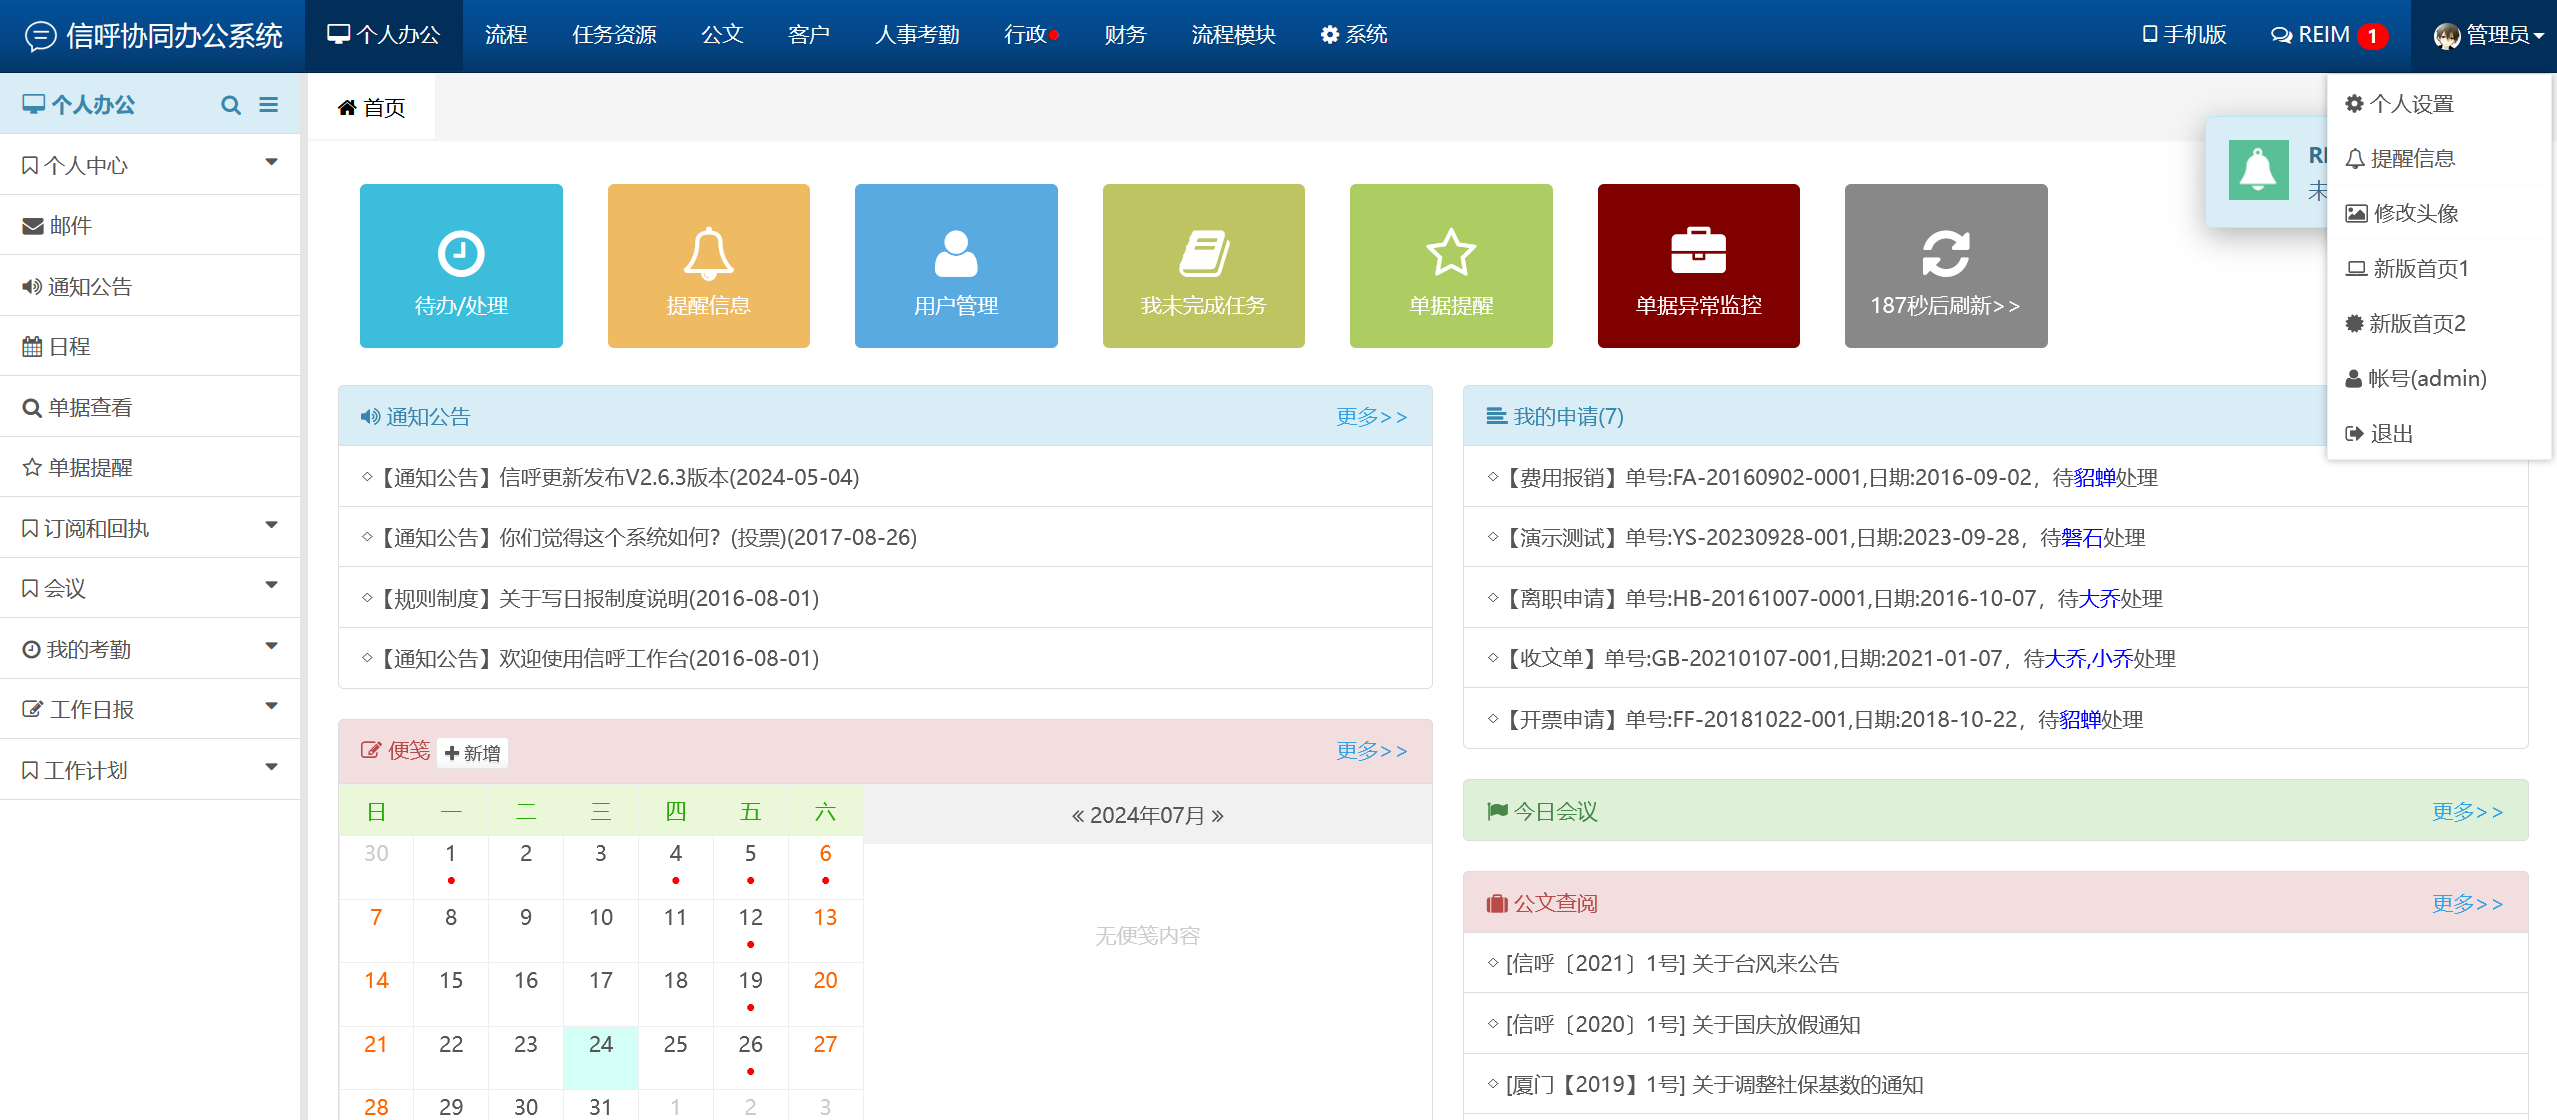 信呼协同办公系统 个人办公 流程 任务资源 公文 客户 人事考勤 行政 财务 流程模块 系统 手机版 REIM 1 管理员
个人办公
首页
个人设置
提醒信息
修改头像
新版首页1
新版首页2
帐号(admin)
退出
未
个人中心
邮件
通知公告
日程
单据查看
单据提醒
订阅和回执
会议
我的考勤
工作日报
工作计划
待办/处理 提醒信息 用户管理 我未完成任务 单据提醒 单据异常监控 187秒后刷新>>
通知公告 更多>>
◇【通知公告】信呼更新发布V2.6.3版本(2024-05-04)
◇【通知公告】你们觉得这个系统如何？(投票)(2017-08-26)
◇【规则制度】关于写日报制度说明(2016-08-01)
◇【通知公告】欢迎使用信呼工作台(2016-08-01)
便笺 新增 更多>>
日 一 二 三 四 五 六
30 1 2 3 4 5 6
7 8 9 10 11 12 13
14 15 16 17 18 19 20
21 22 23 24 25 26 27
28 29 30 31 1 2 3
« 2024年07月 »
无便笺内容
我的申请(7)
◇【费用报销】单号:FA-20160902-0001,日期:2016-09-02，待貂蝉处理
◇【演示测试】单号:YS-20230928-001,日期:2023-09-28，待磐石处理
◇【离职申请】单号:HB-20161007-0001,日期:2016-10-07，待大乔处理
◇【收文单】单号:GB-20210107-001,日期:2021-01-07，待大乔,小乔处理
◇【开票申请】单号:FF-20181022-001,日期:2018-10-22，待貂蝉处理
今日会议 更多>>
公文查阅 更多>>
◇ [信呼〔2021〕1号] 关于台风来公告
◇ [信呼〔2020〕1号] 关于国庆放假通知
◇ [厦门【2019】1号] 关于调整社保基数的通知